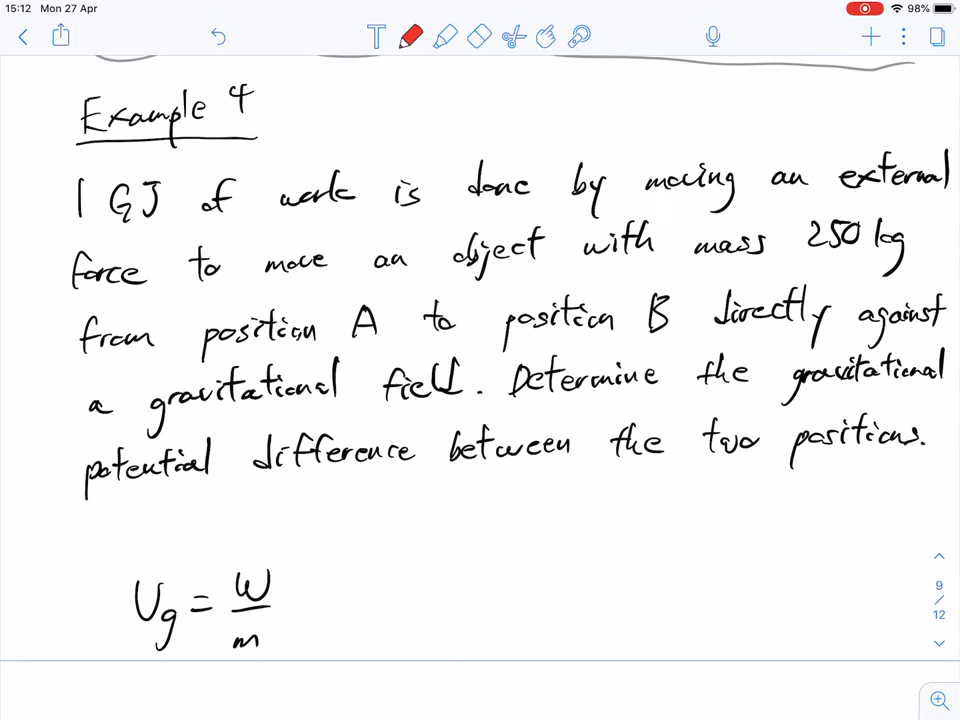 15:12 Mon 27 Apr
98%
Example 4
1 GJ of work is done by moving an external
force to move an object with mass 250 kg
from position A to position B directly against
a gravitational field. Determine the gravitational
potential difference between the two positions.
Ug = W/m
9
/
12